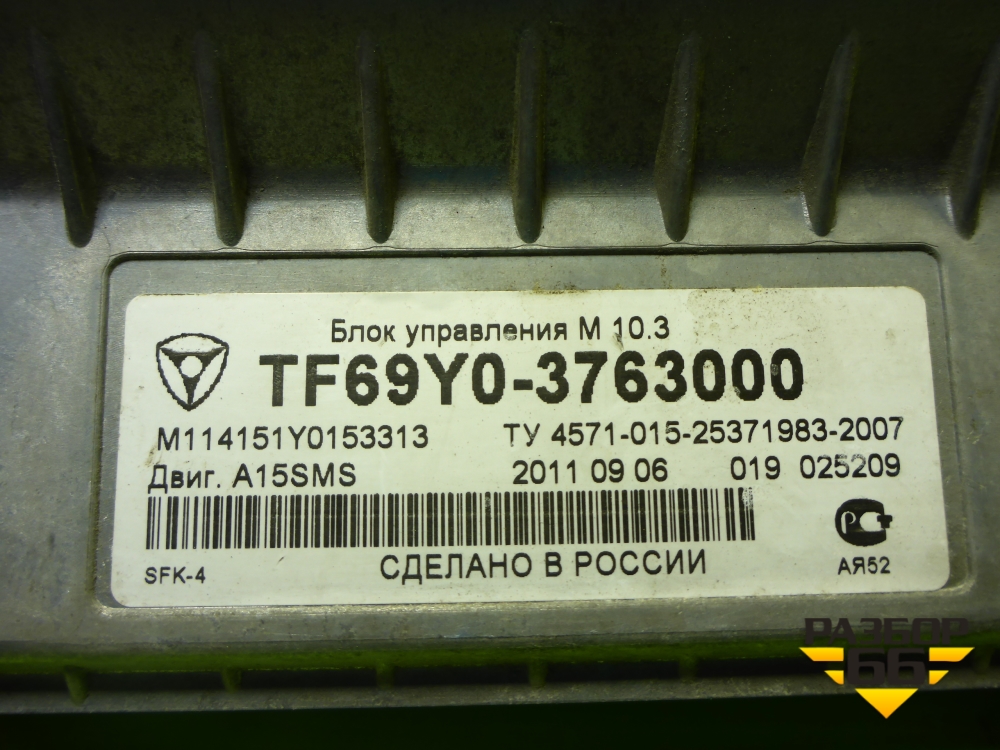 Блок управления М 10.3
TF69Y0-3763000
M114151Y0153313 ТУ 4571-015-25371983-2007
Двиг. A15SMS 2011 09 06 019 025209
SFK-4 СДЕЛАНО В РОССИИ АЯ52
РАЗБОР
66